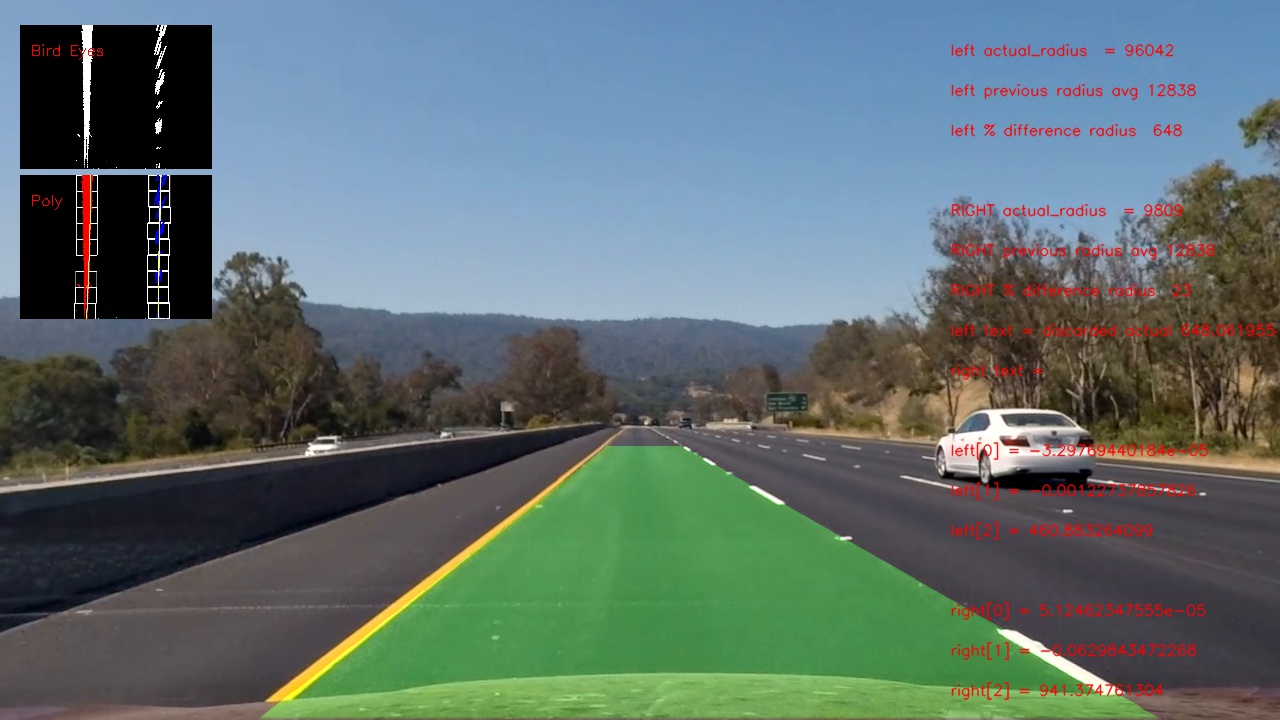 Bird Eyes
Poly
left actual_radius = 96042
left previous radius avg 12838
left % difference radius 648
RIGHT actual_radius = 9809
RIGHT previous radius avg 12838
RIGHT % difference radius 23
left text = discarded actual 648.061955
right text =
left[0] = -3.29769440184e-05
left[1] = -0.00122737857826
left[2] = 460.883264099
right[0] = 5.12462347555e-05
right[1] = -0.0629843472268
right[2] = 941.374761304